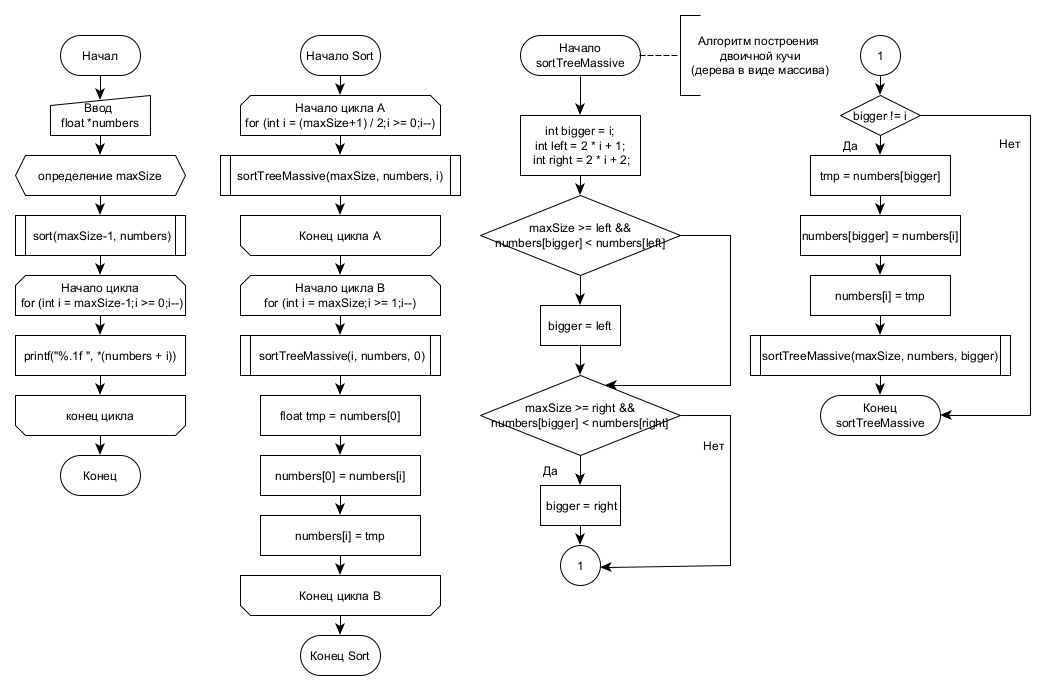 Начал
Ввод
float *numbers
определение maxSize
sort(maxSize-1, numbers)
Начало цикла
for (int i = maxSize-1;i >= 0;i--)
printf("%.1f ", *(numbers + i))
конец цикла
Конец
Начало Sort
Начало цикла A
for (int i = (maxSize+1) / 2;i >= 0;i--)
sortTreeMassive(maxSize, numbers, i)
Конец цикла A
Начало цикла B
for (int i = maxSize;i >= 1;i--)
sortTreeMassive(i, numbers, 0)
float tmp = numbers[0]
numbers[0] = numbers[i]
numbers[i] = tmp
Конец цикла B
Конец Sort
Начало
sortTreeMassive
Алгоритм построения
двоичной кучи
(дерева в виде массива)
int bigger = i;
int left = 2 * i + 1;
int right = 2 * i + 2;
maxSize >= left &&
numbers[bigger] < numbers[left]
bigger = left
maxSize >= right &&
numbers[bigger] < numbers[right]
Нет
Да
bigger = right
1
1
bigger != i
Нет
Да
tmp = numbers[bigger]
numbers[bigger] = numbers[i]
numbers[i] = tmp
sortTreeMassive(maxSize, numbers, bigger)
Конец
sortTreeMassive